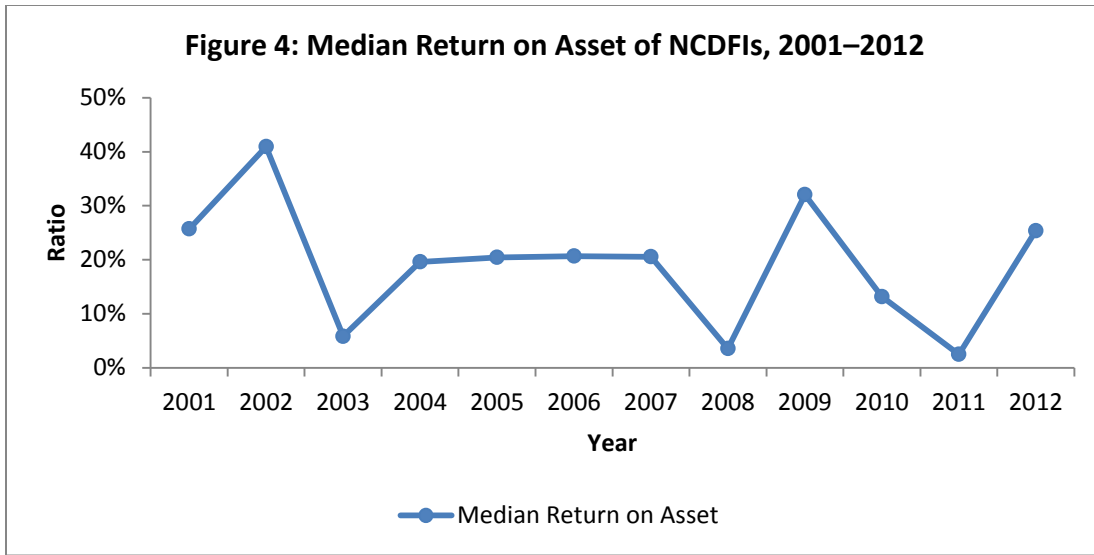 Figure 4: Median Return on Asset of NCDFIs, 2001–2012
50%
40%
30%
20%
10%
0%
Ratio
2001 2002 2003 2004 2005 2006 2007 2008 2009 2010 2011 2012
Year
Median Return on Asset